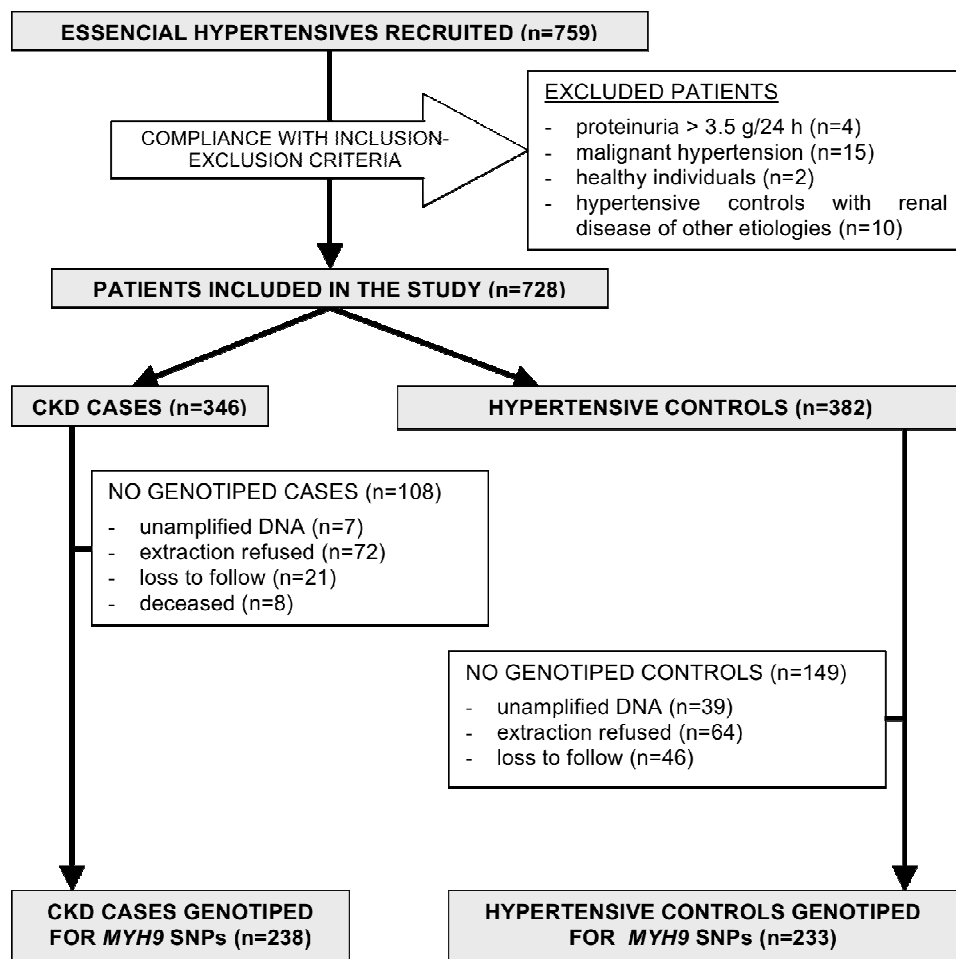 ESSENCIAL HYPERTENSIVES RECRUITED (n=759)
COMPLIANCE WITH INCLUSION-
EXCLUSION CRITERIA
EXCLUDED PATIENTS
- proteinuria > 3.5 g/24 h (n=4)
- malignant hypertension (n=15)
- healthy individuals (n=2)
- hypertensive controls with renal
disease of other etiologies (n=10)
PATIENTS INCLUDED IN THE STUDY (n=728)
CKD CASES (n=346)
HYPERTENSIVE CONTROLS (n=382)
NO GENOTIPED CASES (n=108)
- unamplified DNA (n=7)
- extraction refused (n=72)
- loss to follow (n=21)
- deceased (n=8)
NO GENOTIPED CONTROLS (n=149)
- unamplified DNA (n=39)
- extraction refused (n=64)
- loss to follow (n=46)
CKD CASES GENOTIPED
FOR MYH9 SNPs (n=238)
HYPERTENSIVE CONTROLS GENOTIPED
FOR MYH9 SNPs (n=233)